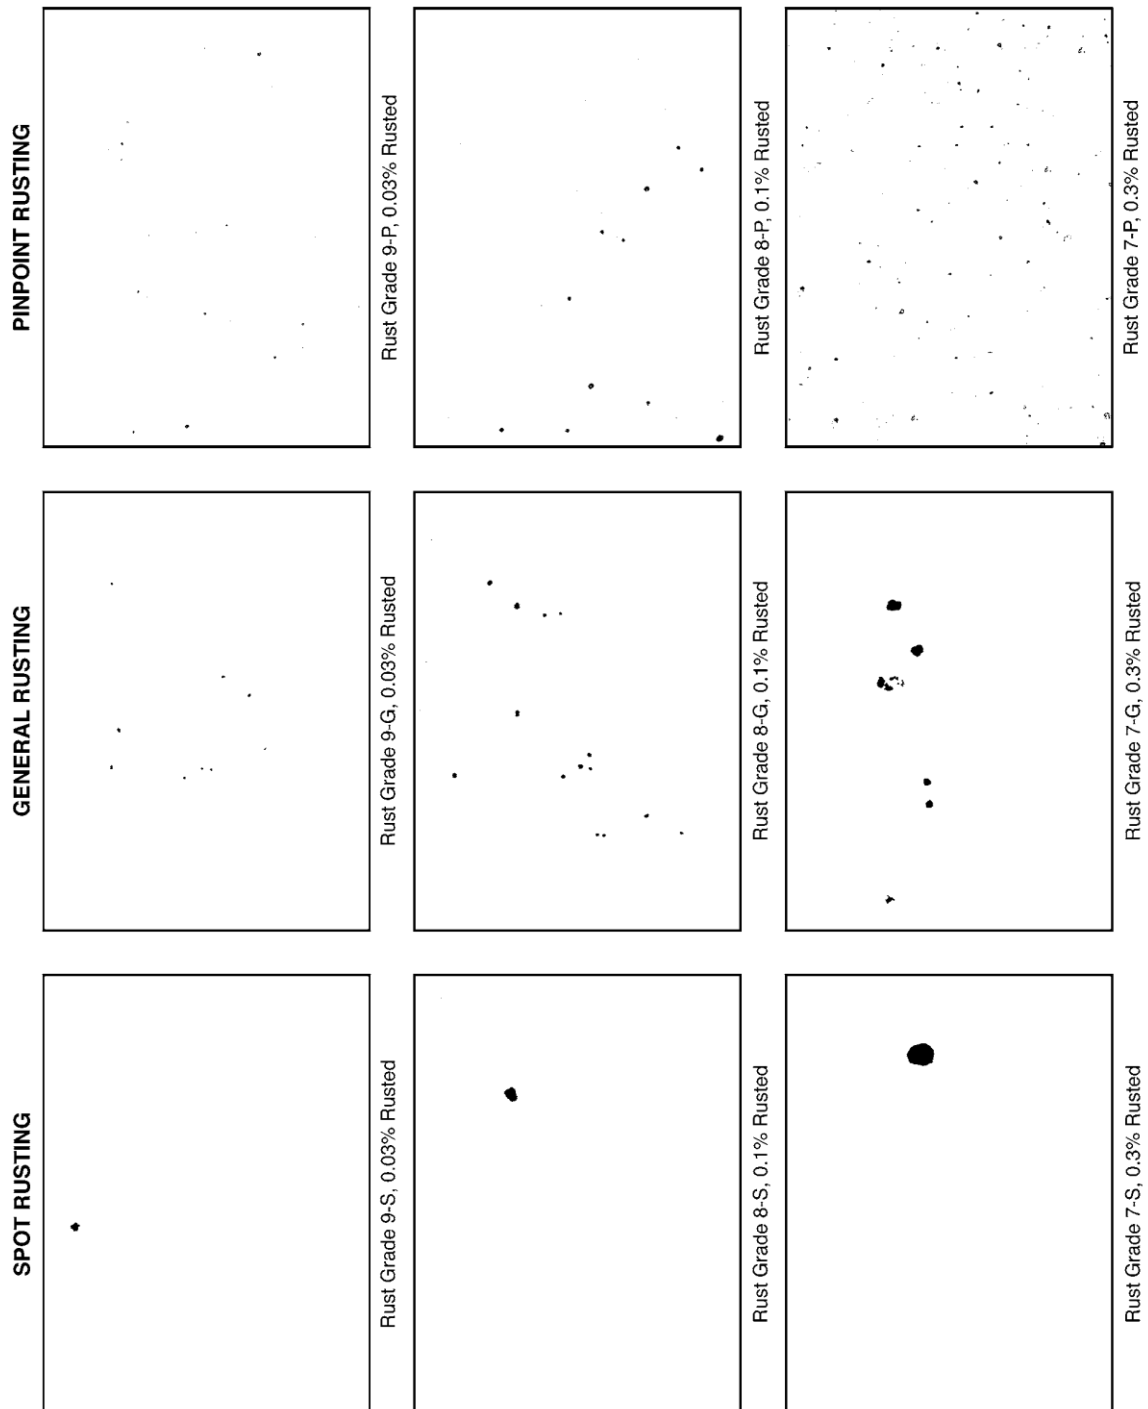 SPOT RUSTING
GENERAL RUSTING
PINPOINT RUSTING
Rust Grade 9-S, 0.03% Rusted
Rust Grade 9-G, 0.03% Rusted
Rust Grade 9-P, 0.03% Rusted
Rust Grade 8-S, 0.1% Rusted
Rust Grade 8-G, 0.1% Rusted
Rust Grade 8-P, 0.1% Rusted
Rust Grade 7-S, 0.3% Rusted
Rust Grade 7-G, 0.3% Rusted
Rust Grade 7-P, 0.3% Rusted